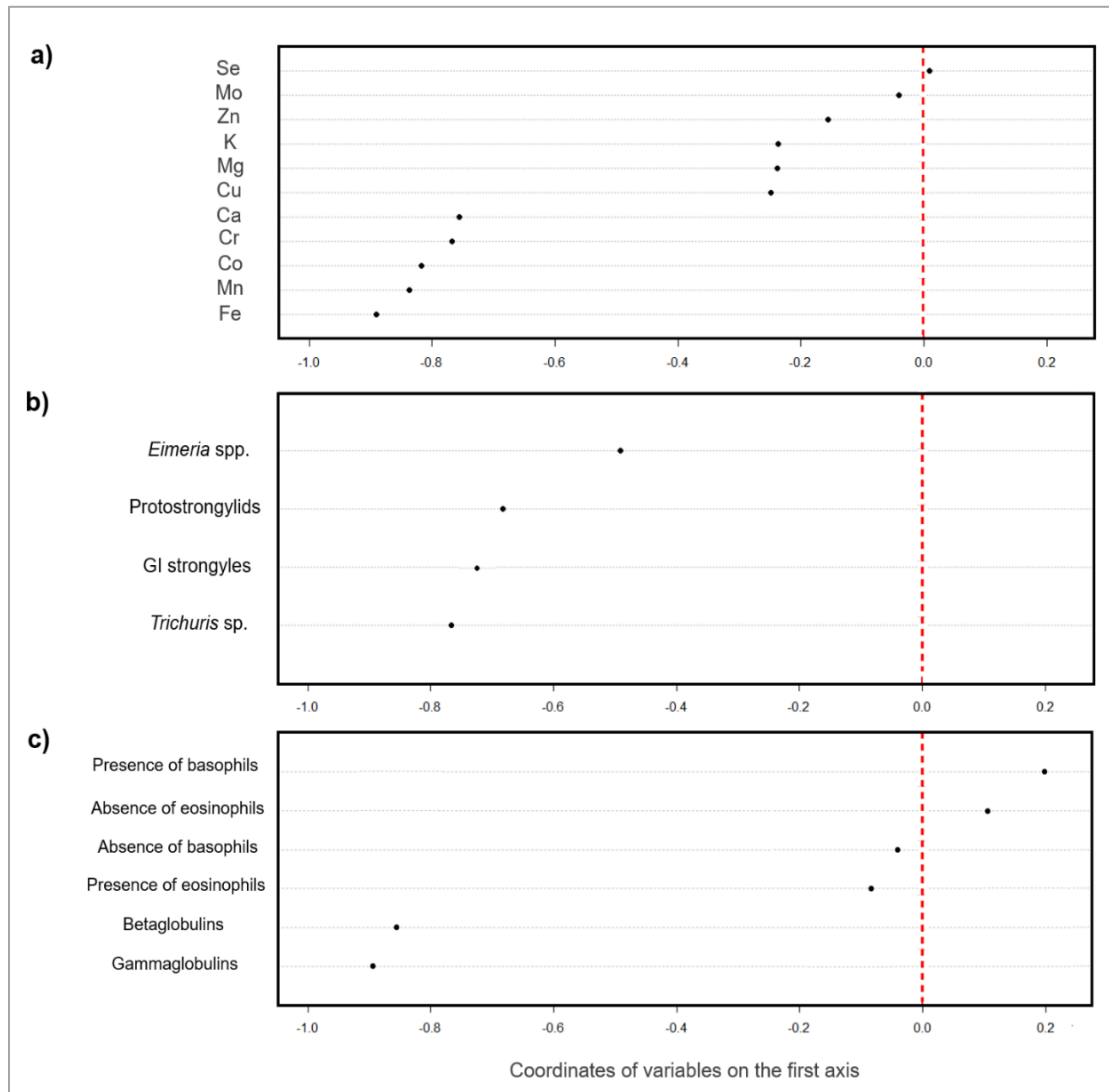 a)
Se
Mo
Zn
K
Mg
Cu
Ca
Cr
Co
Mn
Fe
-1.0 -0.8 -0.6 -0.4 -0.2 0.0 0.2
b)
Eimeria spp.
Protostrongylids
GI strongyles
Trichuris sp.
-1.0 -0.8 -0.6 -0.4 -0.2 0.0 0.2
c)
Presence of basophils
Absence of eosinophils
Absence of basophils
Presence of eosinophils
Betaglobulins
Gammaglobulins
-1.0 -0.8 -0.6 -0.4 -0.2 0.0 0.2
Coordinates of variables on the first axis